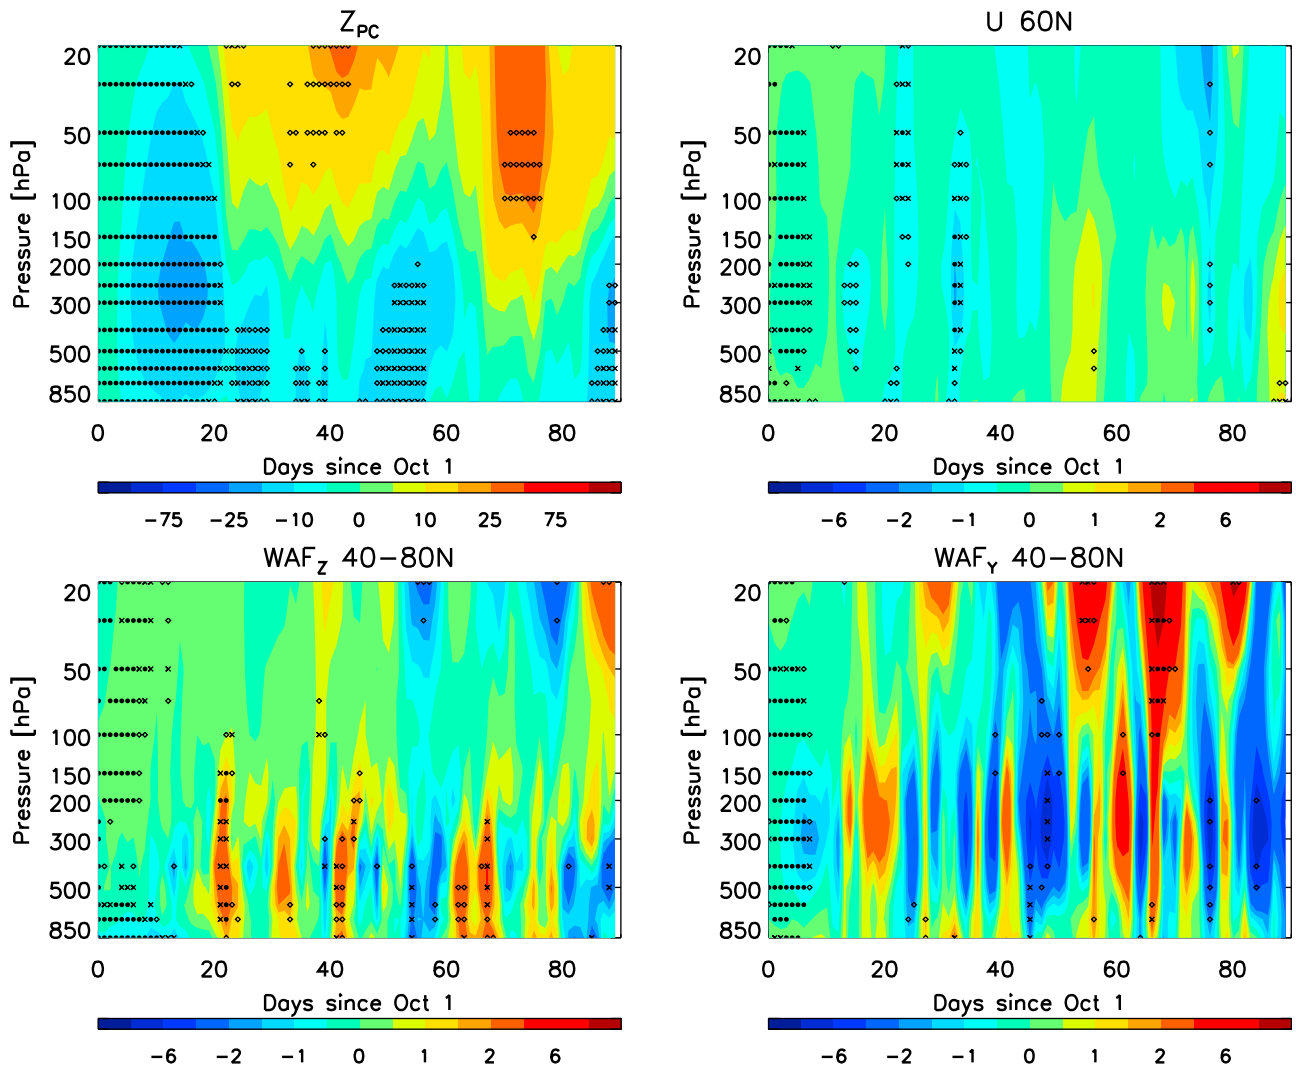 Z_PC
Pressure [hPa]
20
50
100
150
200
300
500
850
0 20 40 60 80
Days since Oct 1
−75 −25 −10 0 10 25 75
U 60N
Pressure [hPa]
20
50
100
150
200
300
500
850
0 20 40 60 80
Days since Oct 1
−6 −2 −1 0 1 2 6
WAF_Z 40−80N
Pressure [hPa]
20
50
100
150
200
300
500
850
0 20 40 60 80
Days since Oct 1
−6 −2 −1 0 1 2 6
WAF_Y 40−80N
Pressure [hPa]
20
50
100
150
200
300
500
850
0 20 40 60 80
Days since Oct 1
−6 −2 −1 0 1 2 6